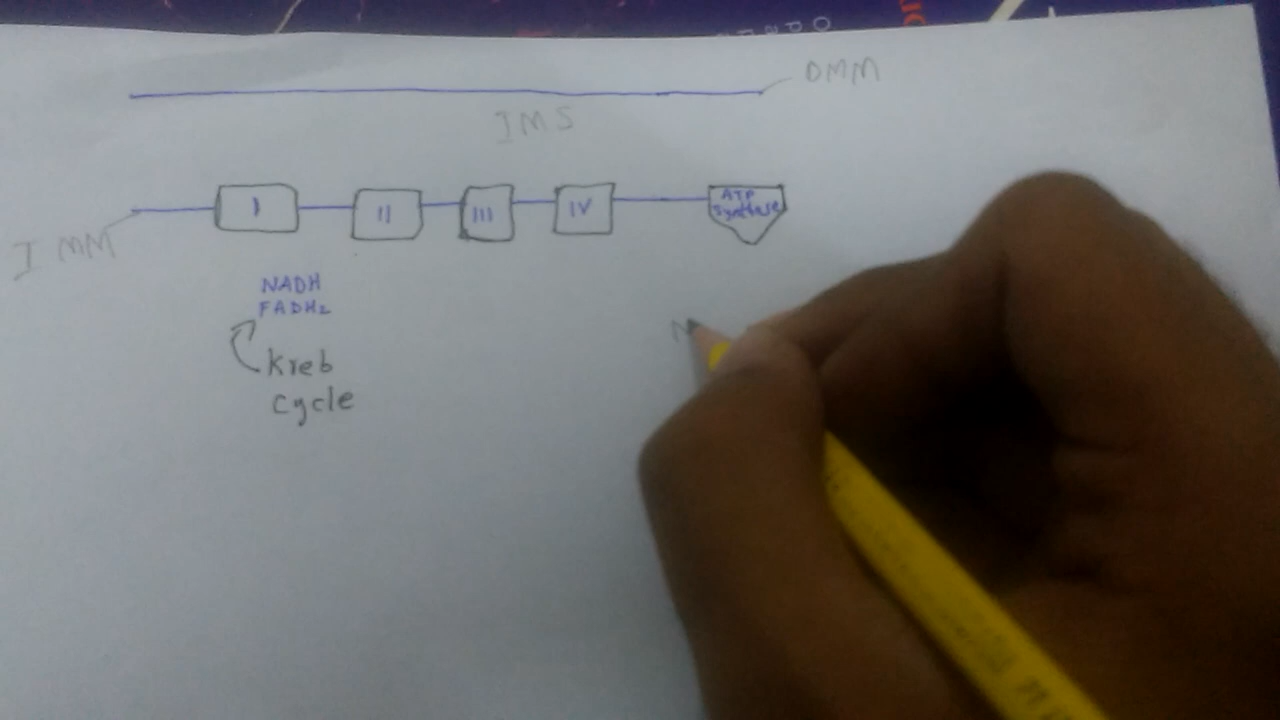 OMM
IMS
I
II
III
IV
ATP
Synthase
IMM
NADH
FADH₂
Kreb
Cycle